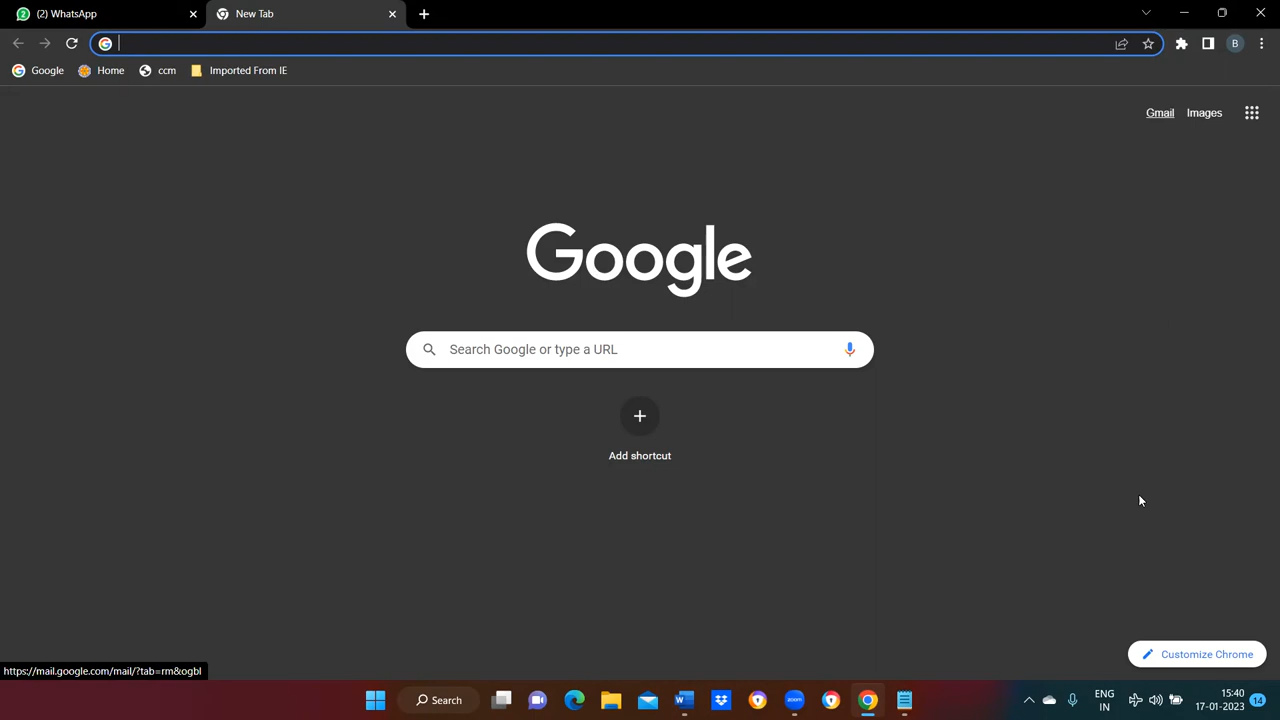 (2) WhatsApp
New Tab
Google
Home
ccm
Imported From IE
B
Gmail
Images
Google
Search Google or type a URL
Add shortcut
Customize Chrome
https://mail.google.com/mail/?tab=rm&ogbl
Search
ENG
IN
15:40
17-01-2023
14